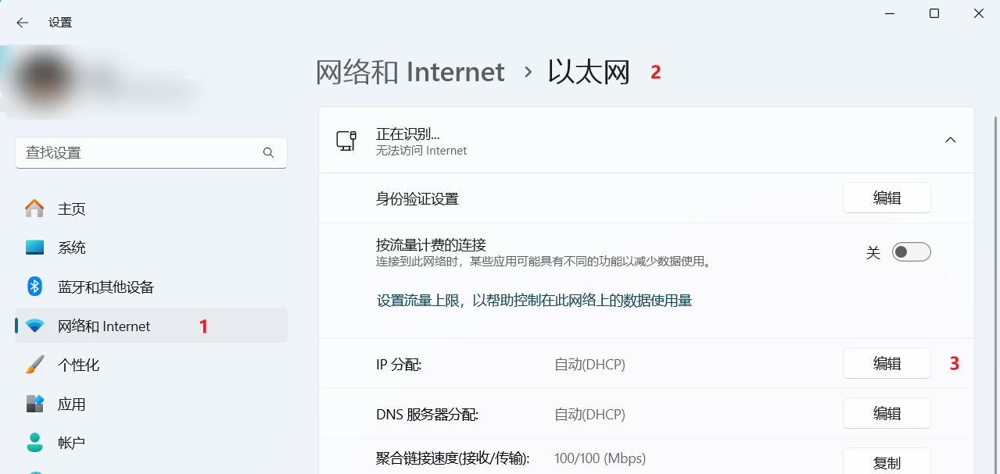 设置
网络和 Internet › 以太网 2
正在识别...
无法访问 Internet
查找设置
身份验证设置 编辑
主页
系统
按流量计费的连接
连接到此网络时，某些应用可能具有不同的功能以减少数据使用。
关
蓝牙和其他设备
设置流量上限，以帮助控制在此网络上的数据使用量
网络和 Internet 1
个性化
IP 分配: 自动(DHCP) 编辑 3
应用
DNS 服务器分配: 自动(DHCP) 编辑
帐户
聚合链接速度(接收/传输): 100/100 (Mbps) 复制